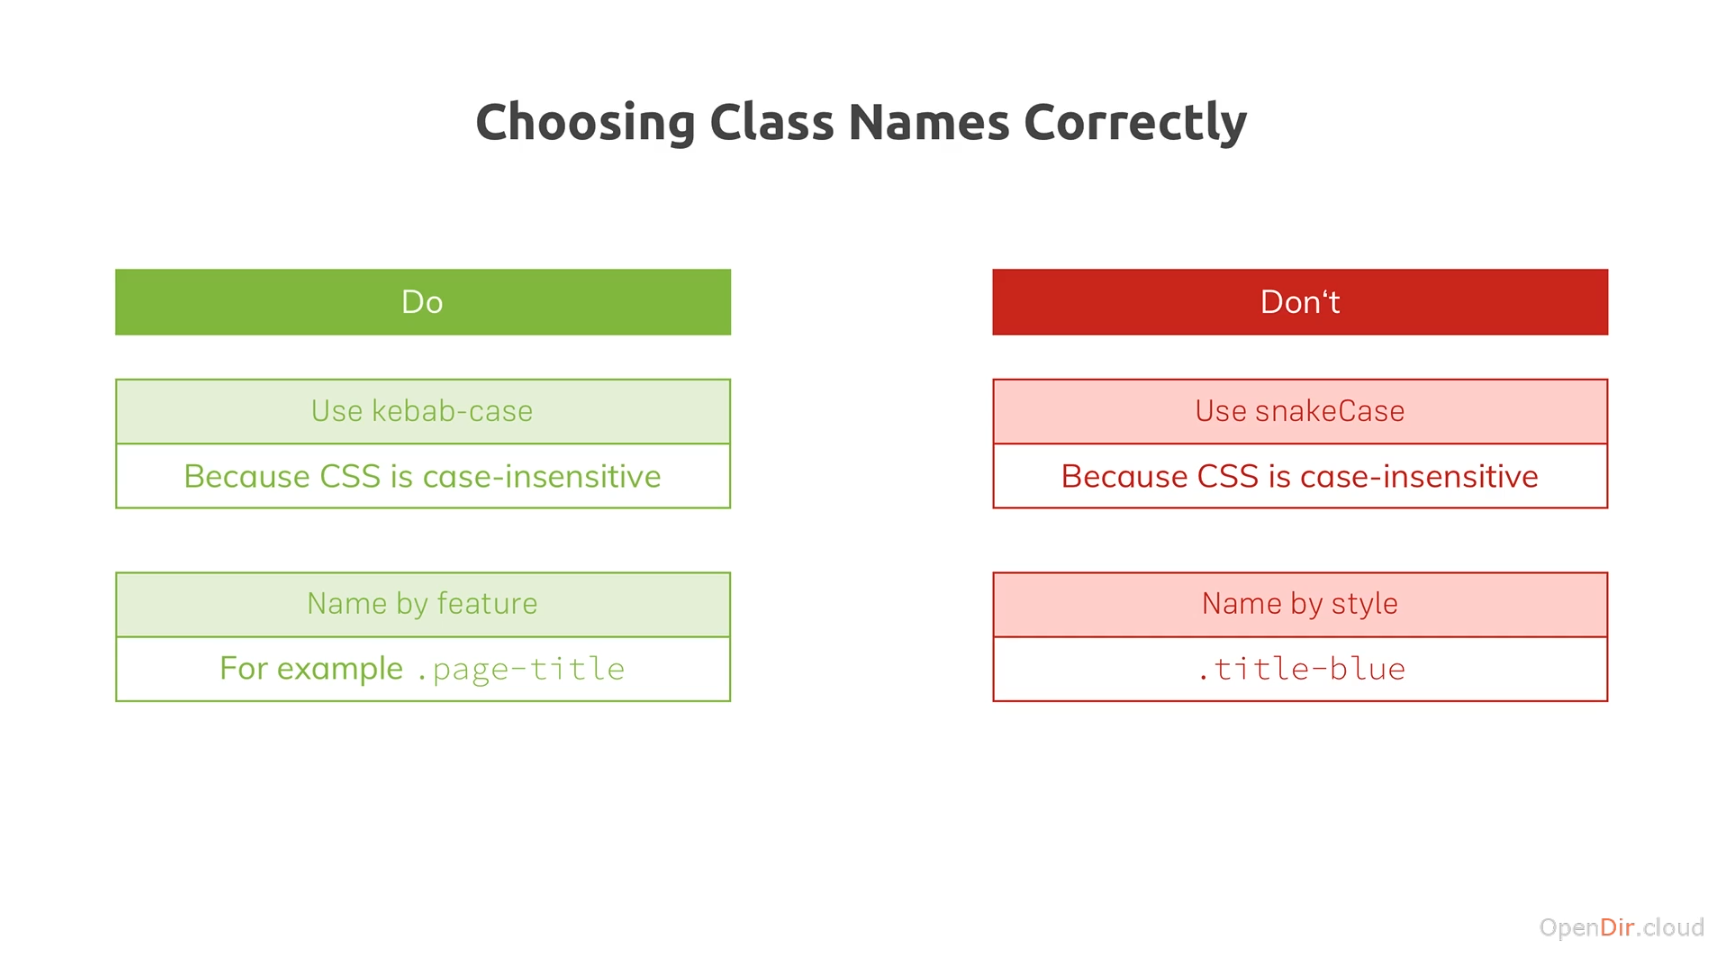 Choosing Class Names Correctly
Do
Don‘t
Use kebab-case
Use snakeCase
Because CSS is case-insensitive
Because CSS is case-insensitive
Name by feature
Name by style
For example .page-title
.title-blue
OpenDir.cloud